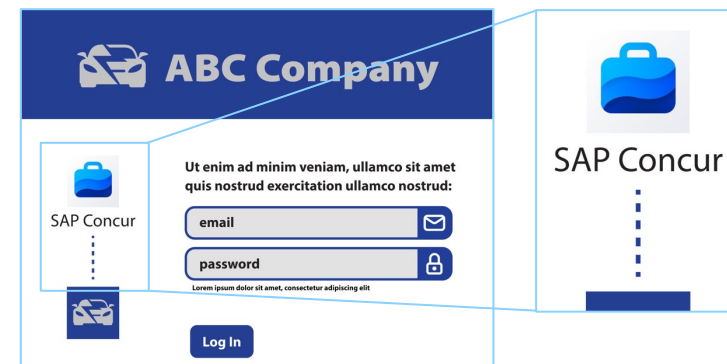 ABC Company
SAP Concur
Ut enim ad minim veniam, ullamco sit amet
quis nostrud exercitation ullamco nostrud:
email
password
Lorem ipsum dolor sit amet, consectetur adipiscing elit
Log In
SAP Concur